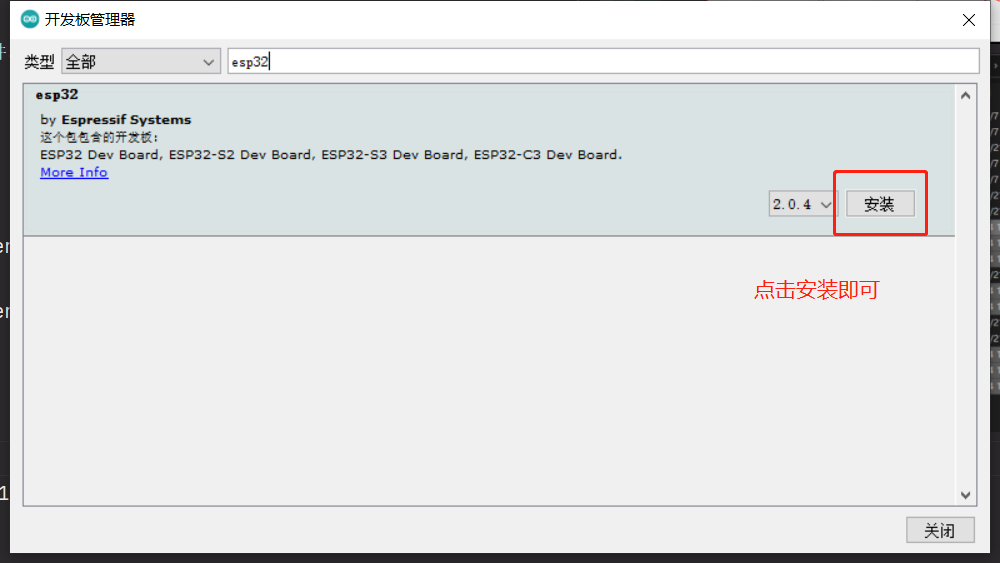 开发板管理器
类型 全部 esp32
esp32
by Espressif Systems
这个包包含的开发板:
ESP32 Dev Board, ESP32-S2 Dev Board, ESP32-S3 Dev Board, ESP32-C3 Dev Board.
More Info
2.0.4 安装
点击安装即可
关闭